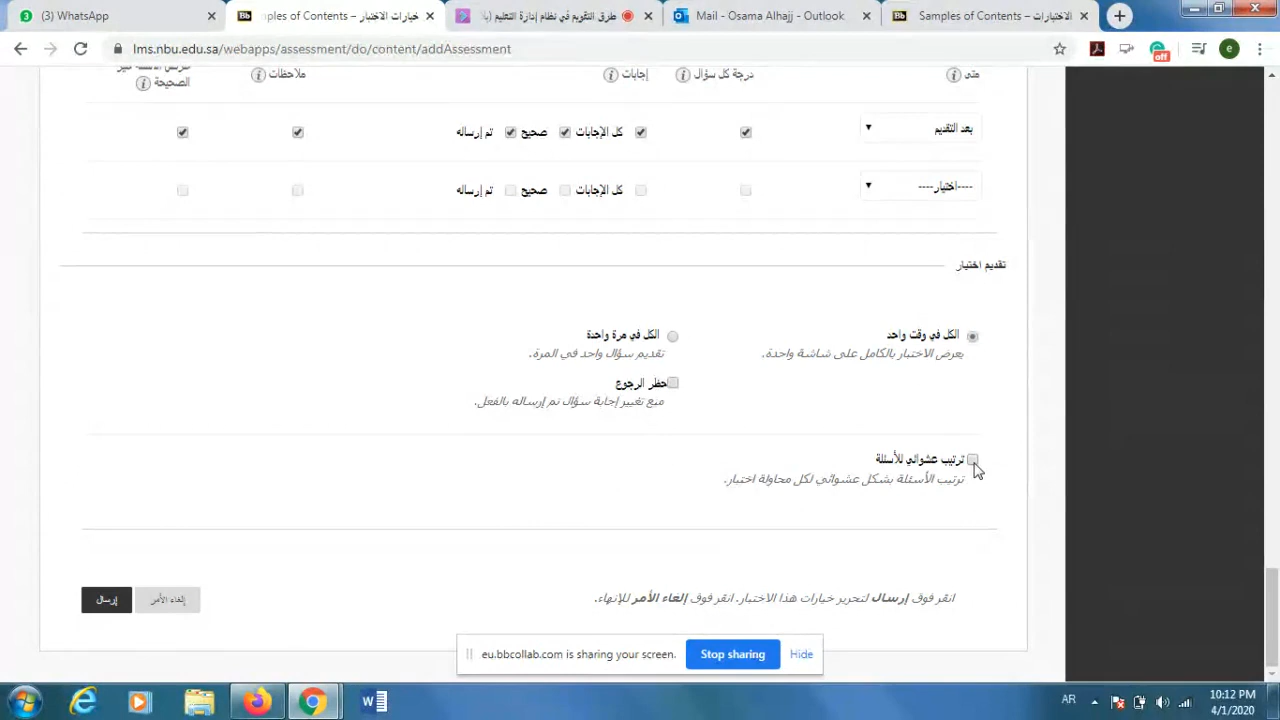 (3) WhatsApp
ples of Contents – خيارات الاختبار
طرق التقويم في نظام إدارة التعليم
Mail - Osama Alhajj - Outlook
Samples of Contents – الاختبارات
lms.nbu.edu.sa/webapps/assessment/do/content/addAssessment
off
e
متى
درجة كل سؤال
إجابات
ملاحظات
الصحيحة
بعد التقديم
كل الإجابات
صحيح
تم إرساله
----اختيار----
كل الإجابات
صحيح
تم إرساله
تقديم اختبار
الكل في وقت واحد
يعرض الاختبار بالكامل على شاشة واحدة.
الكل في مرة واحدة
تقديم سؤال واحد في المرة.
حظر الرجوع
منع تغيير إجابة سؤال تم إرساله بالفعل.
ترتيب عشوائي للأسئلة
ترتيب الأسئلة بشكل عشوائي لكل محاولة اختبار.
انقر فوق إرسال لتحرير خيارات هذا الاختبار. انقر فوق إلغاء الأمر للإنهاء.
إلغاء الأمر
إرسال
eu.bbcollab.com is sharing your screen.
Stop sharing
Hide
AR
10:12 PM
4/1/2020